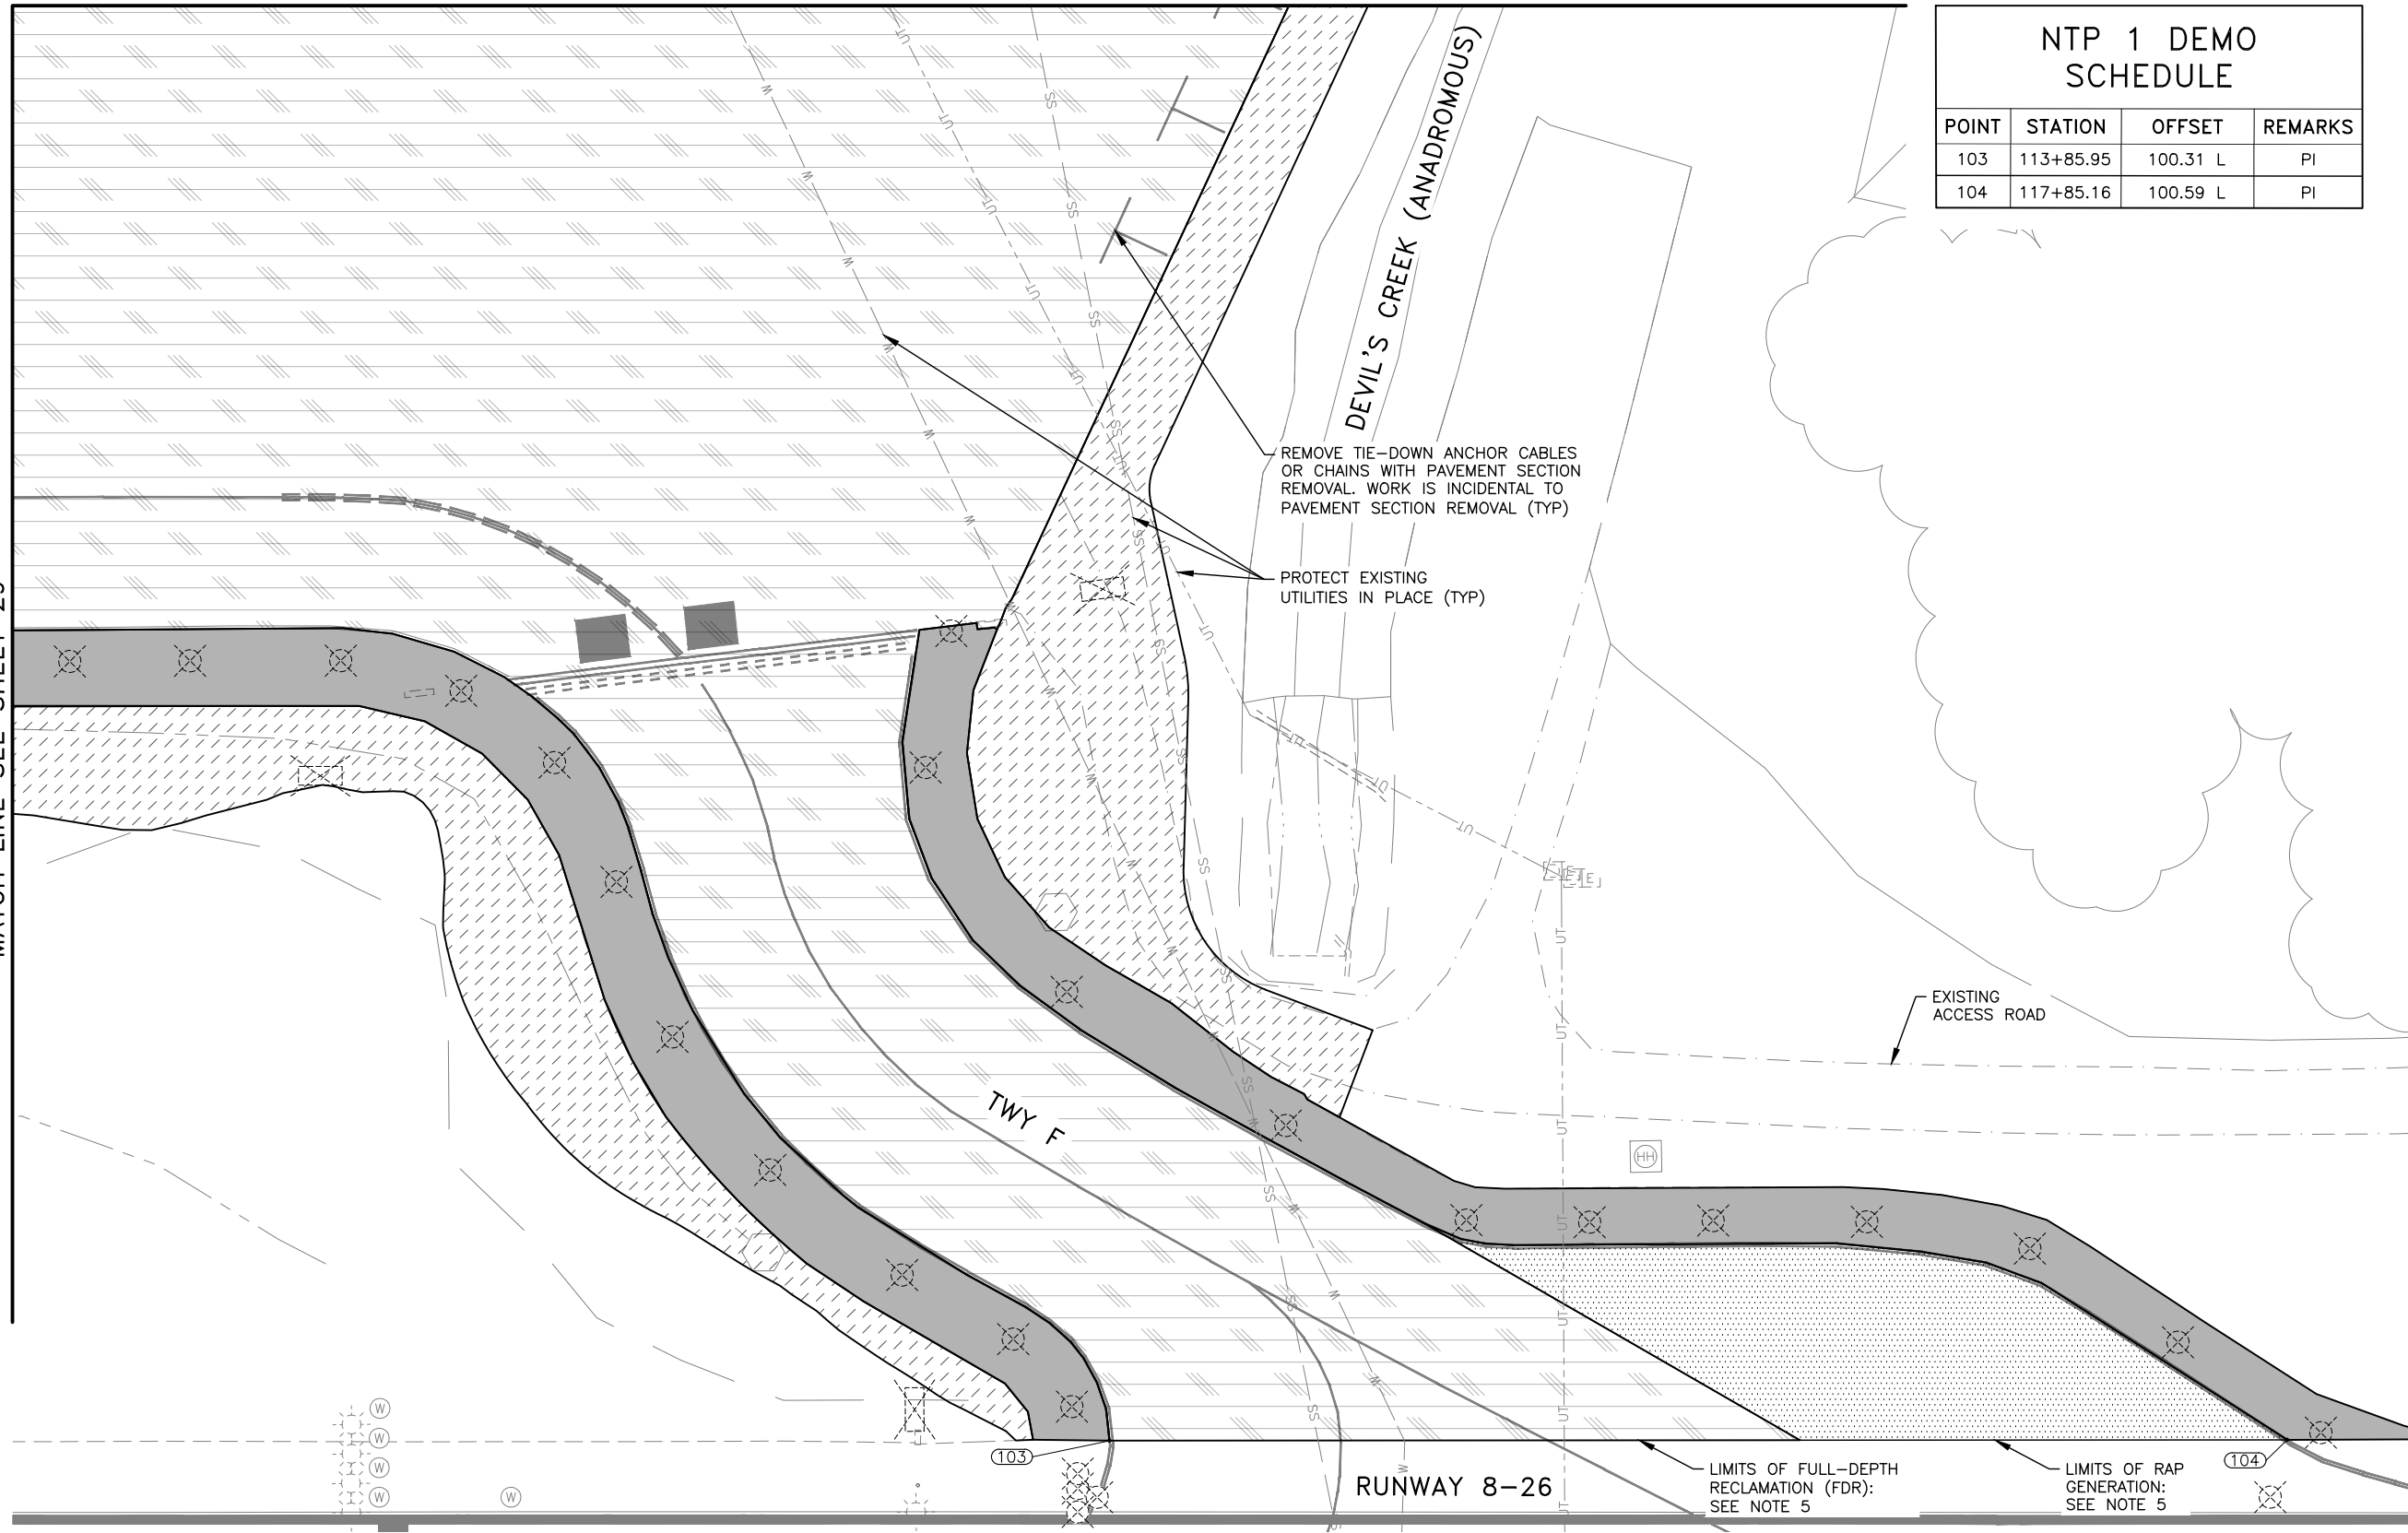 NTP 1 DEMO
SCHEDULE
POINT STATION OFFSET REMARKS
103 113+85.95 100.31 L PI
104 117+85.16 100.59 L PI
DEVIL'S CREEK (ANADROMOUS)
REMOVE TIE-DOWN ANCHOR CABLES
OR CHAINS WITH PAVEMENT SECTION
REMOVAL. WORK IS INCIDENTAL TO
PAVEMENT SECTION REMOVAL (TYP)
PROTECT EXISTING
UTILITIES IN PLACE (TYP)
EXISTING
ACCESS ROAD
TWY F
HH
103
104
RUNWAY 8-26
LIMITS OF FULL-DEPTH
RECLAMATION (FDR):
SEE NOTE 5
LIMITS OF RAP
GENERATION:
SEE NOTE 5
W
W
W
W
W
UT
SS